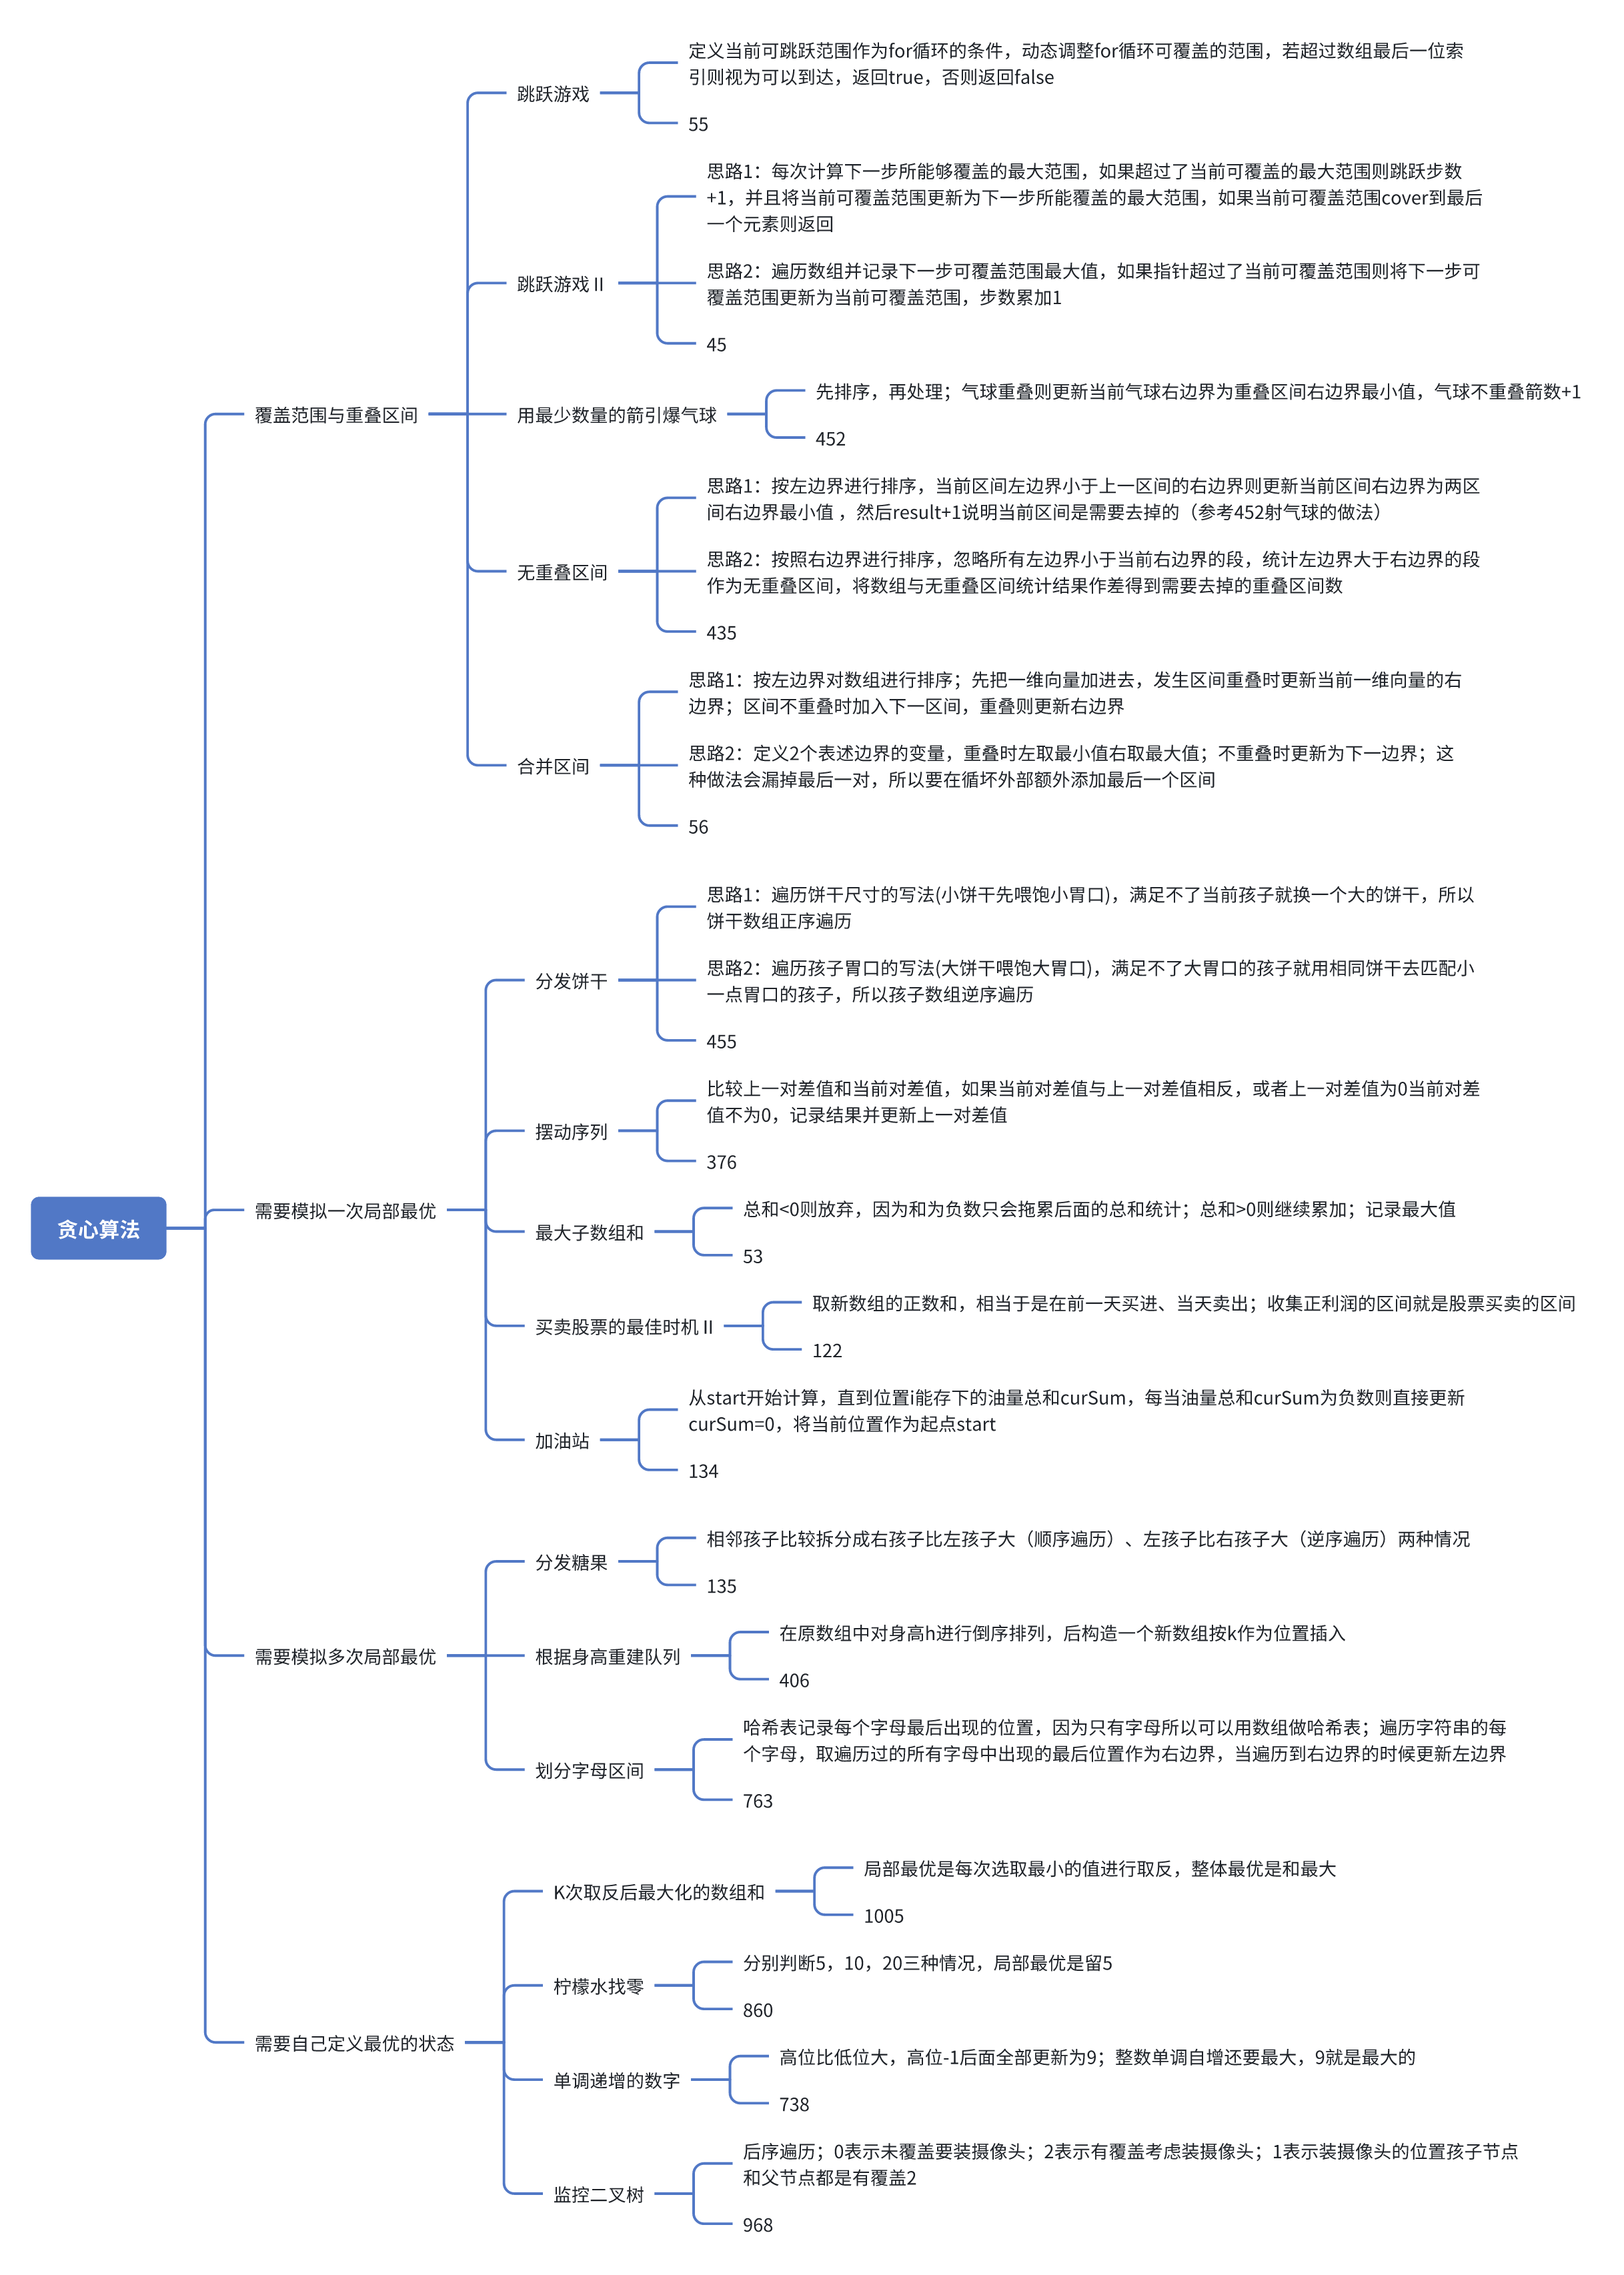 贪心算法
覆盖范围与重叠区间
跳跃游戏
定义当前可跳跃范围作为for循环的条件，动态调整for循环可覆盖的范围，若超过数组最后一位索
引则视为可以到达，返回true，否则返回false
55
跳跃游戏 II
思路1：每次计算下一步所能够覆盖的最大范围，如果超过了当前可覆盖的最大范围则跳跃步数
+1，并且将当前可覆盖范围更新为下一步所能覆盖的最大范围，如果当前可覆盖范围cover到最后
一个元素则返回
思路2：遍历数组并记录下一步可覆盖范围最大值，如果指针超过了当前可覆盖范围则将下一步可
覆盖范围更新为当前可覆盖范围，步数累加1
45
用最少数量的箭引爆气球
先排序，再处理；气球重叠则更新当前气球右边界为重叠区间右边界最小值，气球不重叠箭数+1
452
无重叠区间
思路1：按左边界进行排序，当前区间左边界小于上一区间的右边界则更新当前区间右边界为两区
间右边界最小值 ，然后result+1说明当前区间是需要去掉的（参考452射气球的做法）
思路2：按照右边界进行排序，忽略所有左边界小于当前右边界的段，统计左边界大于右边界的段
作为无重叠区间，将数组与无重叠区间统计结果作差得到需要去掉的重叠区间数
435
合并区间
思路1：按左边界对数组进行排序；先把一维向量加进去，发生区间重叠时更新当前一维向量的右
边界；区间不重叠时加入下一区间，重叠则更新右边界
思路2：定义2个表述边界的变量，重叠时左取最小值右取最大值；不重叠时更新为下一边界；这
种做法会漏掉最后一对，所以要在循坏外部额外添加最后一个区间
56
需要模拟一次局部最优
分发饼干
思路1：遍历饼干尺寸的写法(小饼干先喂饱小胃口)，满足不了当前孩子就换一个大的饼干，所以
饼干数组正序遍历
思路2：遍历孩子胃口的写法(大饼干喂饱大胃口)，满足不了大胃口的孩子就用相同饼干去匹配小
一点胃口的孩子，所以孩子数组逆序遍历
455
摆动序列
比较上一对差值和当前对差值，如果当前对差值与上一对差值相反，或者上一对差值为0当前对差
值不为0，记录结果并更新上一对差值
376
最大子数组和
总和<0则放弃，因为和为负数只会拖累后面的总和统计；总和>0则继续累加；记录最大值
53
买卖股票的最佳时机 II
取新数组的正数和，相当于是在前一天买进、当天卖出；收集正利润的区间就是股票买卖的区间
122
加油站
从start开始计算，直到位置i能存下的油量总和curSum，每当油量总和curSum为负数则直接更新
curSum=0，将当前位置作为起点start
134
需要模拟多次局部最优
分发糖果
相邻孩子比较拆分成右孩子比左孩子大（顺序遍历）、左孩子比右孩子大（逆序遍历）两种情况
135
根据身高重建队列
在原数组中对身高h进行倒序排列，后构造一个新数组按k作为位置插入
406
划分字母区间
哈希表记录每个字母最后出现的位置，因为只有字母所以可以用数组做哈希表；遍历字符串的每
个字母，取遍历过的所有字母中出现的最后位置作为右边界，当遍历到右边界的时候更新左边界
763
需要自己定义最优的状态
K次取反后最大化的数组和
局部最优是每次选取最小的值进行取反，整体最优是和最大
1005
柠檬水找零
分别判断5，10，20三种情况，局部最优是留5
860
单调递增的数字
高位比低位大，高位-1后面全部更新为9；整数单调自增还要最大，9就是最大的
738
监控二叉树
后序遍历；0表示未覆盖要装摄像头；2表示有覆盖考虑装摄像头；1表示装摄像头的位置孩子节点
和父节点都是有覆盖2
968